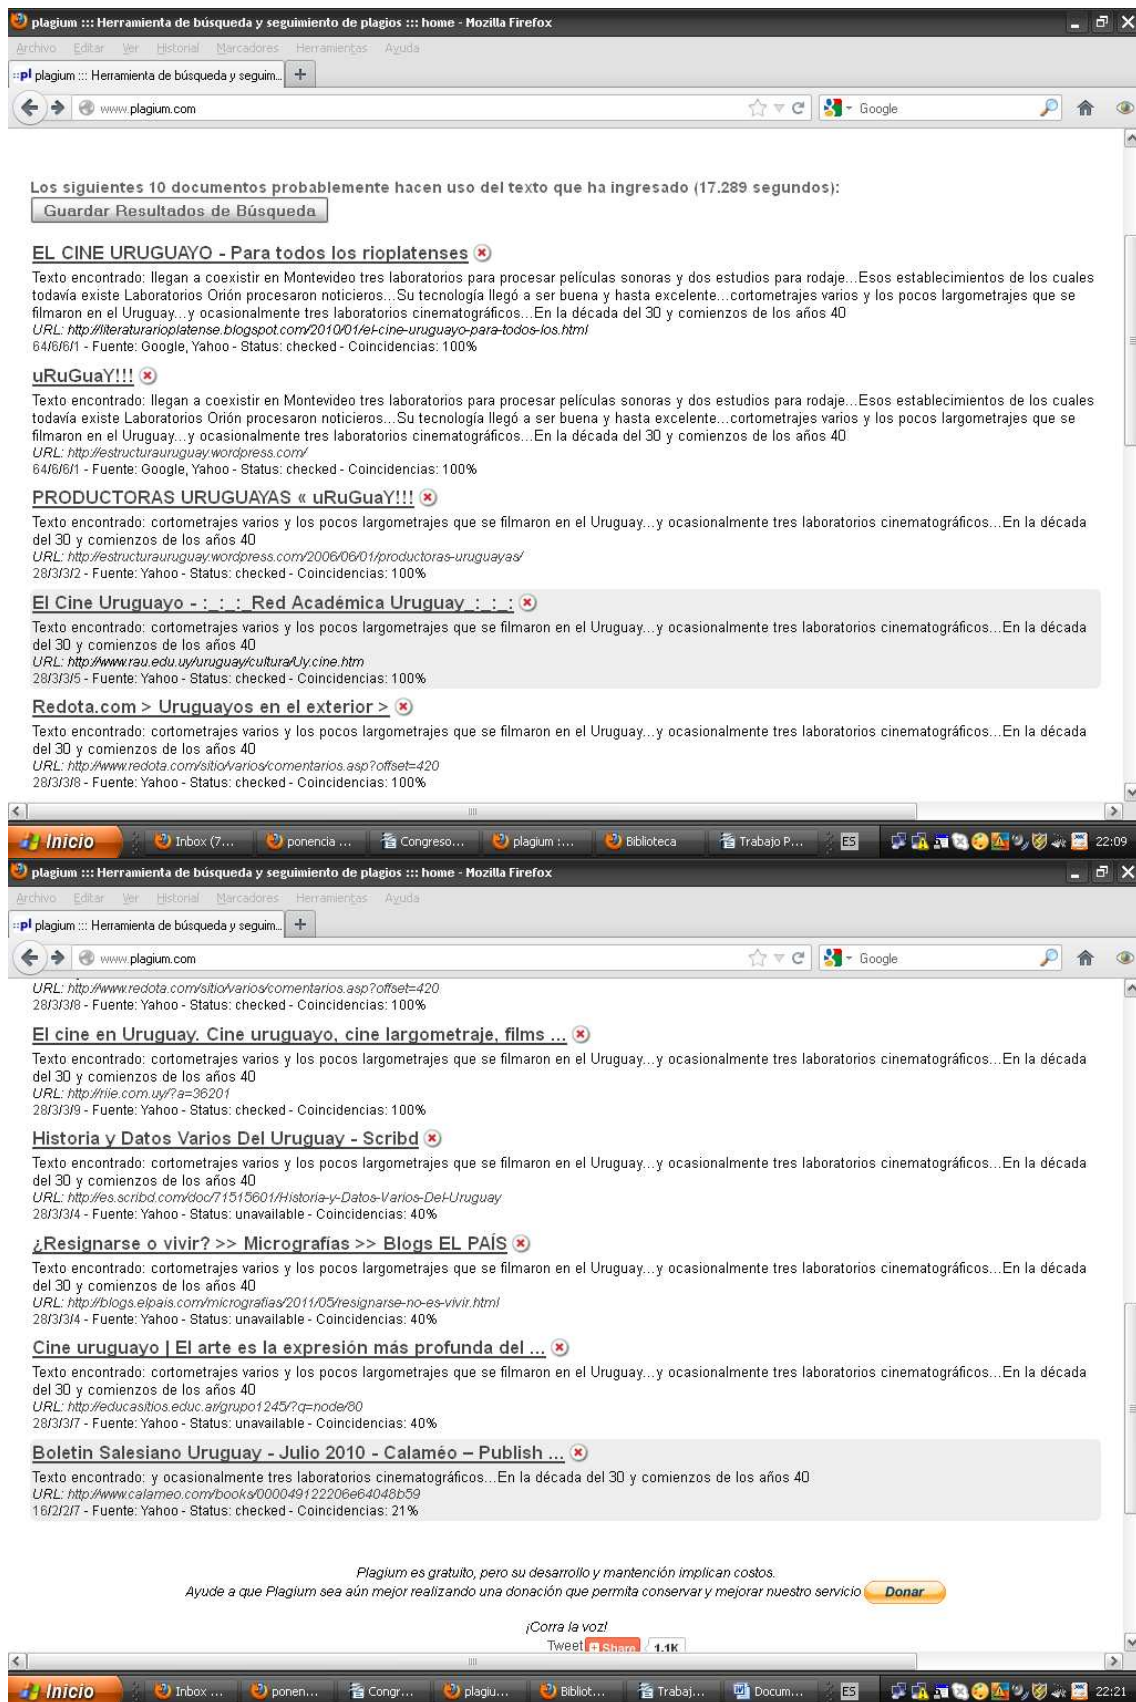 plagium ::: Herramienta de búsqueda y seguimiento de plagios ::: home - Mozilla Firefox
Archivo Editar Ver Historial Marcadores Herramientas Ayuda
::pl plagium ::: Herramienta de búsqueda y seguim... +
www.plagium.com Google
Los siguientes 10 documentos probablemente hacen uso del texto que ha ingresado (17.289 segundos):
Guardar Resultados de Búsqueda
EL CINE URUGUAYO - Para todos los rioplatenses
Texto encontrado: llegan a coexistir en Montevideo tres laboratorios para procesar películas sonoras y dos estudios para rodaje...Esos establecimientos de los cuales
todavía existe Laboratorios Orión procesaron noticieros...Su tecnología llegó a ser buena y hasta excelente...cortometrajes varios y los pocos largometrajes que se
filmaron en el Uruguay...y ocasionalmente tres laboratorios cinematográficos...En la década del 30 y comienzos de los años 40
URL: http://literaturarioplatense.blogspot.com/2010/01/el-cine-uruguayo-para-todos-los.html
64/6/6/1 - Fuente: Google, Yahoo - Status: checked - Coincidencias: 100%
uRuGuaY!!!
Texto encontrado: llegan a coexistir en Montevideo tres laboratorios para procesar películas sonoras y dos estudios para rodaje...Esos establecimientos de los cuales
todavía existe Laboratorios Orión procesaron noticieros...Su tecnología llegó a ser buena y hasta excelente...cortometrajes varios y los pocos largometrajes que se
filmaron en el Uruguay...y ocasionalmente tres laboratorios cinematográficos...En la década del 30 y comienzos de los años 40
URL: http://estructurauruguay.wordpress.com/
64/6/6/1 - Fuente: Google, Yahoo - Status: checked - Coincidencias: 100%
PRODUCTORAS URUGUAYAS « uRuGuaY!!!
Texto encontrado: cortometrajes varios y los pocos largometrajes que se filmaron en el Uruguay...y ocasionalmente tres laboratorios cinematográficos...En la década
del 30 y comienzos de los años 40
URL: http://estructurauruguay.wordpress.com/2006/06/01/productoras-uruguayas/
28/3/3/2 - Fuente: Yahoo - Status: checked - Coincidencias: 100%
El Cine Uruguayo - :_:_:_Red Académica Uruguay_:_:_:
Texto encontrado: cortometrajes varios y los pocos largometrajes que se filmaron en el Uruguay...y ocasionalmente tres laboratorios cinematográficos...En la década
del 30 y comienzos de los años 40
URL: http://www.rau.edu.uy/uruguay/cultura/Uy.cine.htm
28/3/3/5 - Fuente: Yahoo - Status: checked - Coincidencias: 100%
Redota.com > Uruguayos en el exterior >
Texto encontrado: cortometrajes varios y los pocos largometrajes que se filmaron en el Uruguay...y ocasionalmente tres laboratorios cinematográficos...En la década
del 30 y comienzos de los años 40
URL: http://www.redota.com/sitio/varios/comentarios.asp?offset=420
28/3/3/8 - Fuente: Yahoo - Status: checked - Coincidencias: 100%
Inicio Inbox (7... ponencia ... Congreso... plagium :... Biblioteca Trabajo P... ES 22:09
plagium ::: Herramienta de búsqueda y seguimiento de plagios ::: home - Mozilla Firefox
Archivo Editar Ver Historial Marcadores Herramientas Ayuda
::pl plagium ::: Herramienta de búsqueda y seguim... +
www.plagium.com Google
URL: http://www.redota.com/sitio/varios/comentarios.asp?offset=420
28/3/3/8 - Fuente: Yahoo - Status: checked - Coincidencias: 100%
El cine en Uruguay. Cine uruguayo, cine largometraje, films ...
Texto encontrado: cortometrajes varios y los pocos largometrajes que se filmaron en el Uruguay...y ocasionalmente tres laboratorios cinematográficos...En la década
del 30 y comienzos de los años 40
URL: http://riie.com.uy/?a=36201
28/3/3/9 - Fuente: Yahoo - Status: checked - Coincidencias: 100%
Historia y Datos Varios Del Uruguay - Scribd
Texto encontrado: cortometrajes varios y los pocos largometrajes que se filmaron en el Uruguay...y ocasionalmente tres laboratorios cinematográficos...En la década
del 30 y comienzos de los años 40
URL: http://es.scribd.com/doc/71515601/Historia-y-Datos-Varios-Del-Uruguay
28/3/3/4 - Fuente: Yahoo - Status: unavailable - Coincidencias: 40%
¿Resignarse o vivir? >> Micrografías >> Blogs EL PAÍS
Texto encontrado: cortometrajes varios y los pocos largometrajes que se filmaron en el Uruguay...y ocasionalmente tres laboratorios cinematográficos...En la década
del 30 y comienzos de los años 40
URL: http://blogs.elpais.com/micrografias/2011/05/resignarse-no-es-vivir.html
28/3/3/4 - Fuente: Yahoo - Status: unavailable - Coincidencias: 40%
Cine uruguayo | El arte es la expresión más profunda del ...
Texto encontrado: cortometrajes varios y los pocos largometrajes que se filmaron en el Uruguay...y ocasionalmente tres laboratorios cinematográficos...En la década
del 30 y comienzos de los años 40
URL: http://educasitios.educ.ar/grupo1245/?q=node/80
28/3/3/7 - Fuente: Yahoo - Status: unavailable - Coincidencias: 40%
Boletin Salesiano Uruguay - Julio 2010 - Calaméo – Publish ...
Texto encontrado: y ocasionalmente tres laboratorios cinematográficos...En la década del 30 y comienzos de los años 40
URL: http://www.calameo.com/books/000049122206e64048b59
16/2/2/7 - Fuente: Yahoo - Status: checked - Coincidencias: 21%
Plagium es gratuito, pero su desarrollo y mantención implican costos.
Ayude a que Plagium sea aún mejor realizando una donación que permita conservar y mejorar nuestro servicio Donar
¡Corra la voz!
Tweet Share 1.1K
Inicio Inbox ... ponen... Congr... plagiu... Bibliot... Trabaj... Docum... ES 22:21